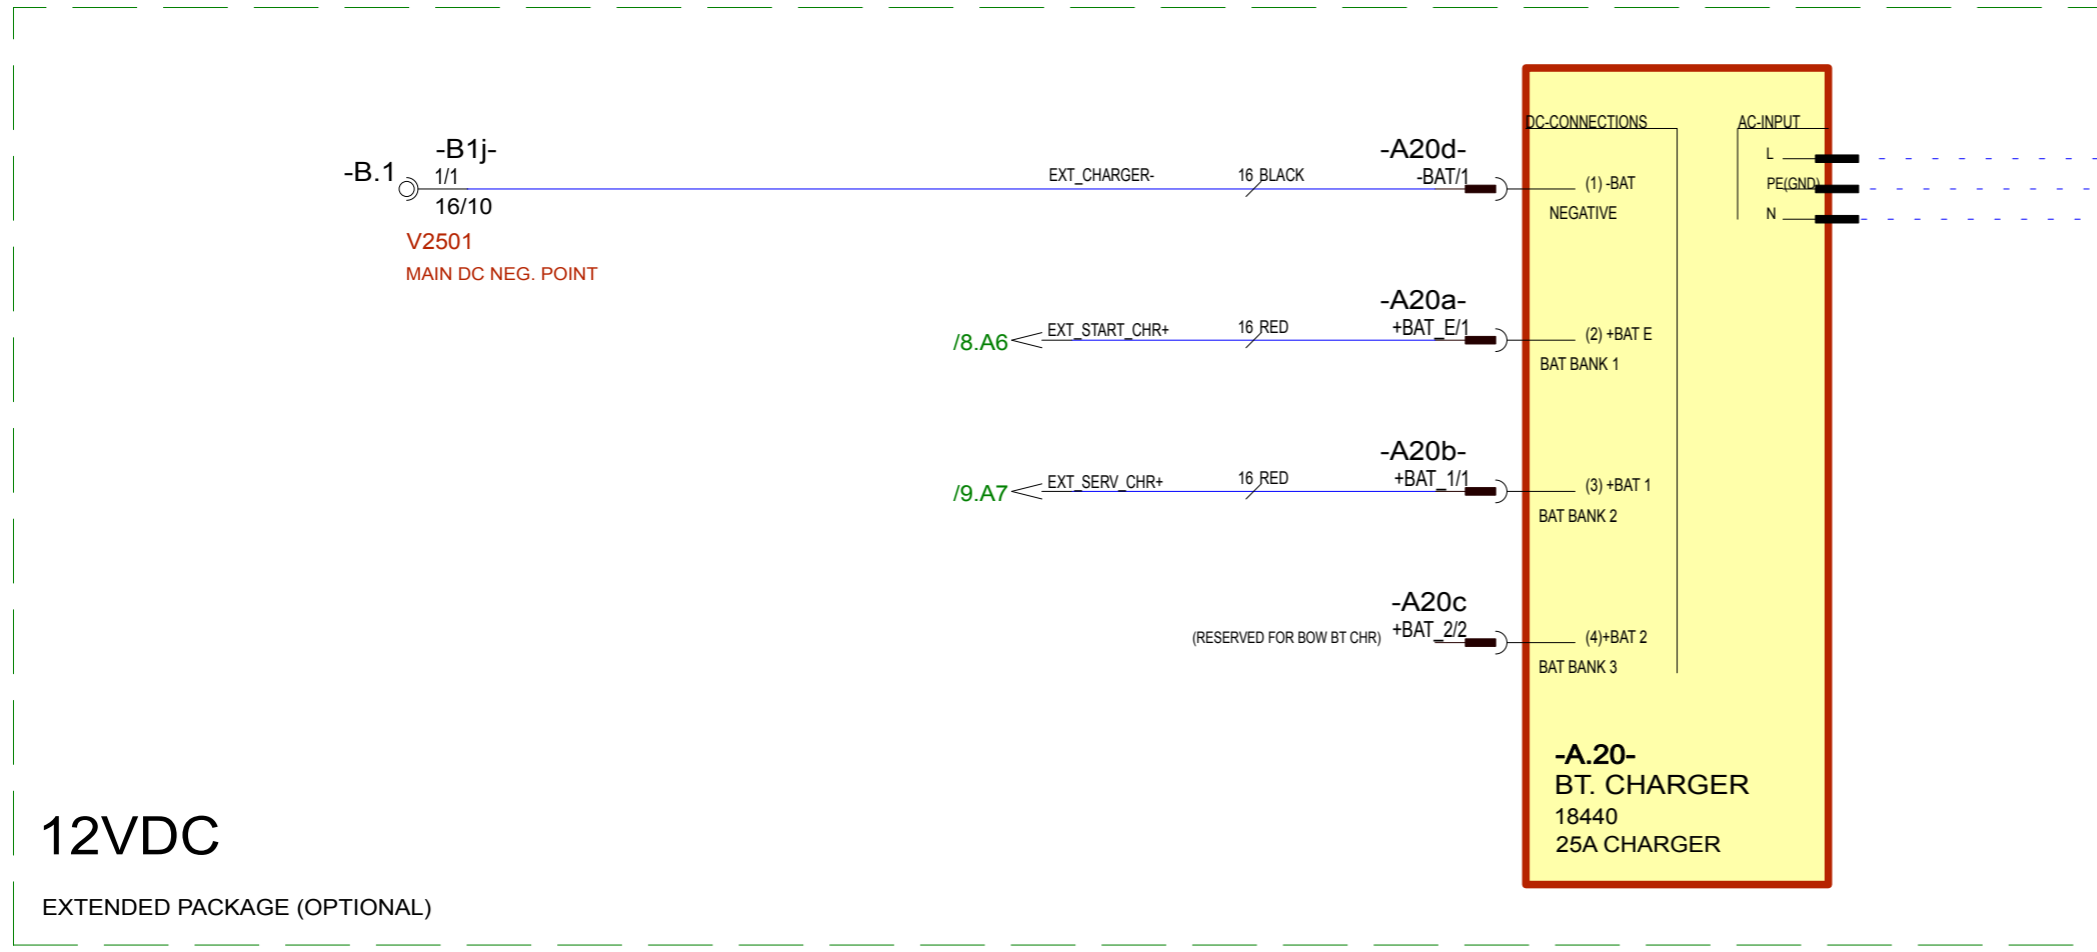 DC-CONNECTIONS
AC-INPUT
-B1j-
-A20d-
L
-B.1
1/1
EXT_CHARGER-
16 BLACK
-BAT/1
(1) -BAT
PE(GND)
16/10
NEGATIVE
N
V2501
MAIN DC NEG. POINT
-A20a-
/8.A6
EXT_START_CHR+
16 RED
+BAT_E/1
(2) +BAT E
BAT BANK 1
-A20b-
/9.A7
EXT_SERV_CHR+
16 RED
+BAT_1/1
(3) +BAT 1
BAT BANK 2
-A20c
(RESERVED FOR BOW BT CHR)
+BAT_2/2
(4)+BAT 2
BAT BANK 3
-A.20-
BT. CHARGER
18440
25A CHARGER
12VDC
EXTENDED PACKAGE (OPTIONAL)